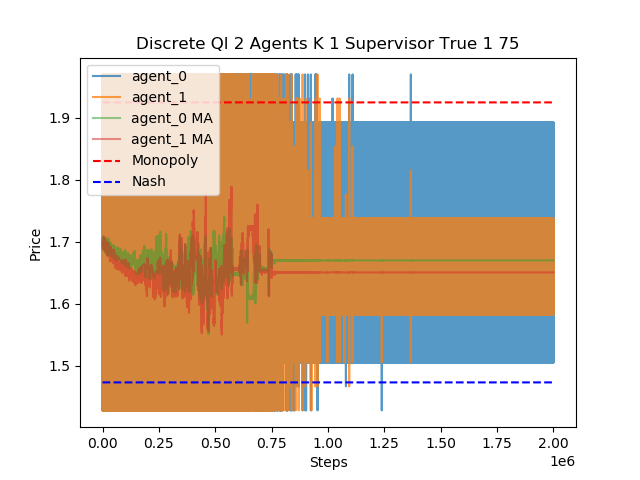 Discrete Ql 2 Agents K 1 Supervisor True 1 75
agent_0
agent_1
agent_0 MA
agent_1 MA
Monopoly
Nash
Price
1.9
1.8
1.7
1.6
1.5
0.00 0.25 0.50 0.75 1.00 1.25 1.50 1.75 2.00
1e6
Steps